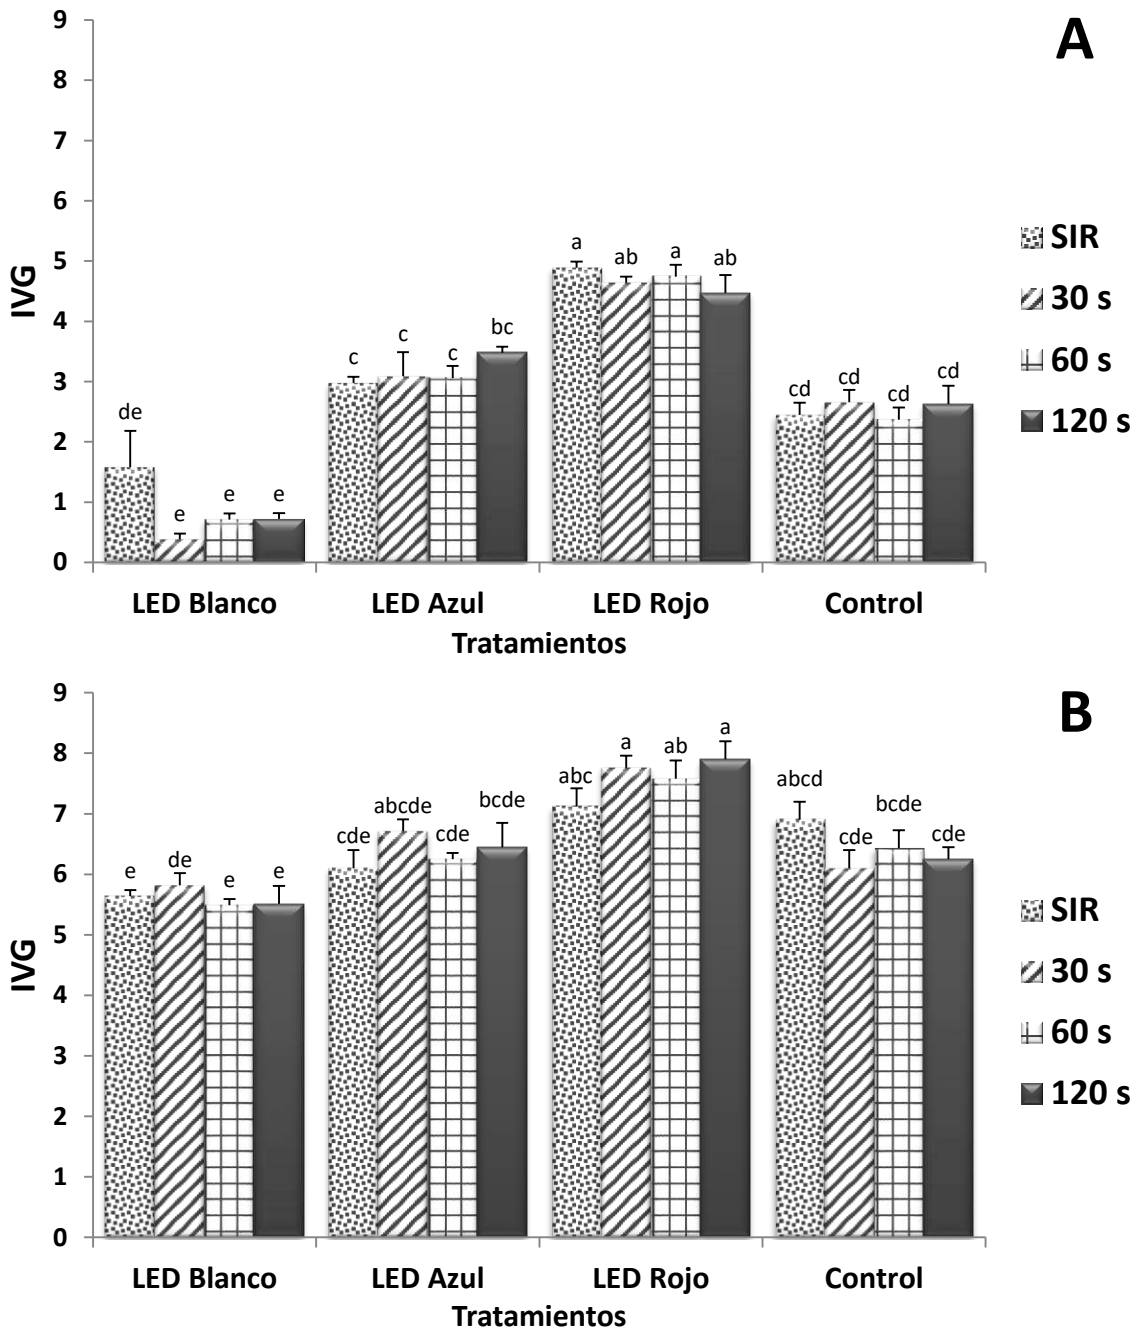 A
9
8
7
6
5
4
3
2
1
0
IVG
de
e
e
e
c
c
c
bc
a
ab
a
ab
cd
cd
cd
cd
LED Blanco
LED Azul
LED Rojo
Control
Tratamientos
SIR
30 s
60 s
120 s
B
9
8
7
6
5
4
3
2
1
0
IVG
e
de
e
e
cde
abcde
cde
bcde
abc
a
ab
a
abcd
cde
bcde
cde
LED Blanco
LED Azul
LED Rojo
Control
Tratamientos
SIR
30 s
60 s
120 s